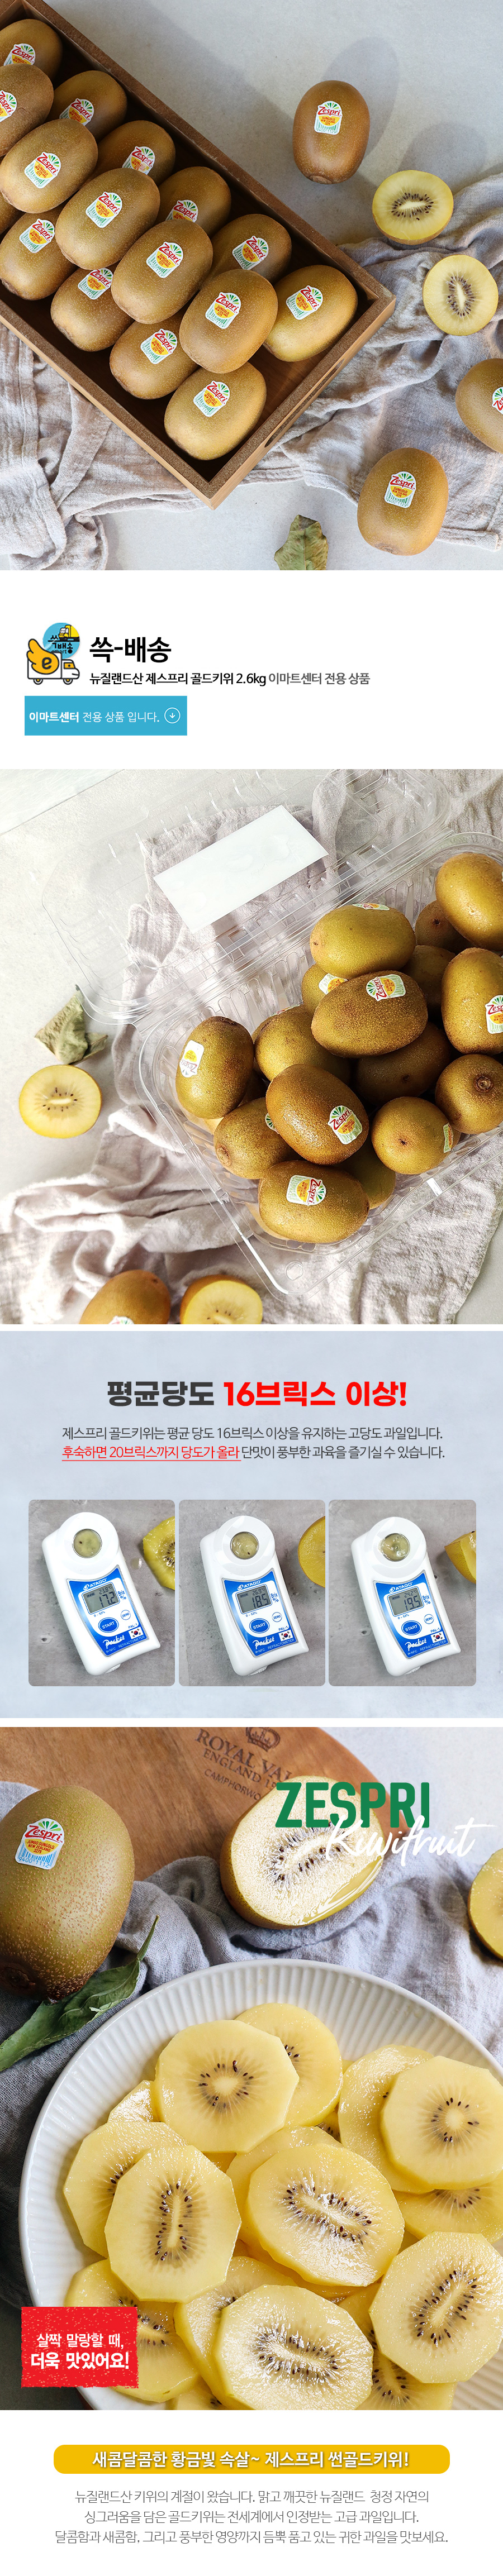 쓱-배송
뉴질랜드산 제스프리 골드키위 2.6kg 이마트센터 전용 상품
이마트센터 전용 상품 입니다.
평균당도 16브릭스 이상!
제스프리 골드키위는 평균 당도 16브릭스 이상을 유지하는 고당도 과일입니다.
후숙하면 20브릭스까지 당도가 올라 단맛이 풍부한 과육을 즐기실 수 있습니다.
ATAGO ATAGO ATAGO
17.2 18.5 19.5
START START START
Pocket Pocket Pocket
ROYAL
ENGLAND
CAMPHORWO
ZESPRI
Kiwifruit
Zespri
살짝 말랑할 때,
더욱 맛있어요!
새콤달콤한 황금빛 속살~ 제스프리 썬골드키위!
뉴질랜드산 키위의 계절이 왔습니다. 맑고 깨끗한 뉴질랜드 청정 자연의
싱그러움을 담은 골드키위는 전세계에서 인정받는 고급 과일입니다.
달콤함과 새콤함, 그리고 풍부한 영양까지 듬뿍 품고 있는 귀한 과일을 맛보세요.